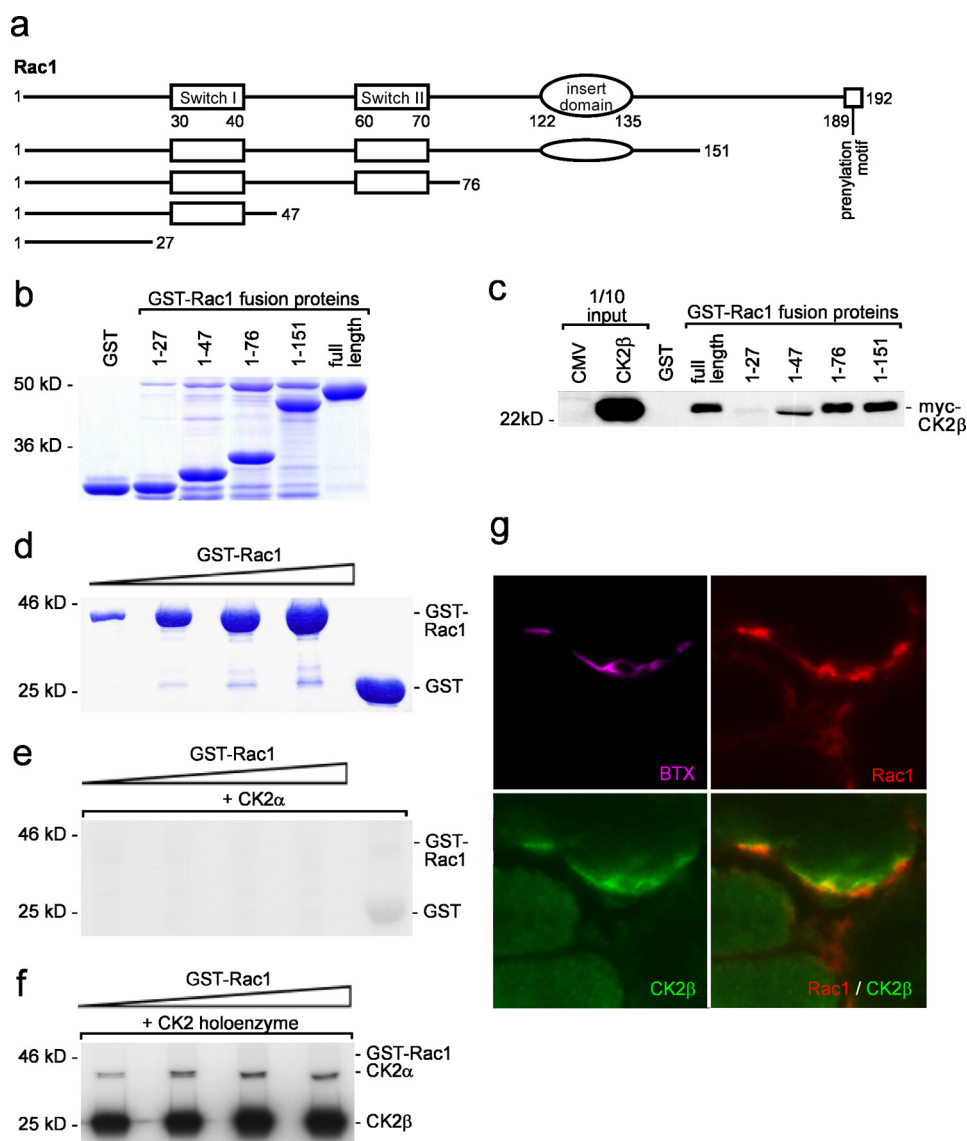 a
Rac1
1
Switch I
Switch II
insert
domain
192
30 40
60 70
122 135
189
prenylation
motif
1
151
1
76
1
47
1
27
b
GST-Rac1 fusion proteins
GST
1-27
1-47
1-76
1-151
full
length
50 kD -
36 kD -
c
1/10
input
GST-Rac1 fusion proteins
CMV
CK2β
GST
full
length
1-27
1-47
1-76
1-151
22kD -
- myc-
CK2β
d
GST-Rac1
46 kD -
25 kD -
- GST-
Rac1
- GST
e
GST-Rac1
+ CK2α
46 kD -
25 kD -
- GST-
Rac1
- GST
f
GST-Rac1
+ CK2 holoenzyme
46 kD -
25 kD -
- GST-Rac1
- CK2α
- CK2β
g
BTX
Rac1
CK2β
Rac1 / CK2β